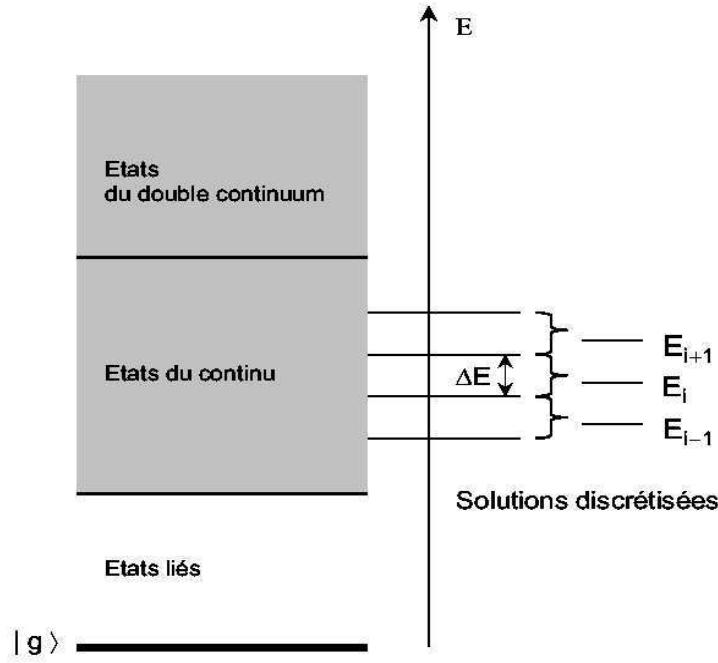 E
Etats
du double continuum
Etats du continu
ΔE
E_{i+1}
E_i
E_{i−1}
Solutions discrétisées
Etats liés
| g ⟩